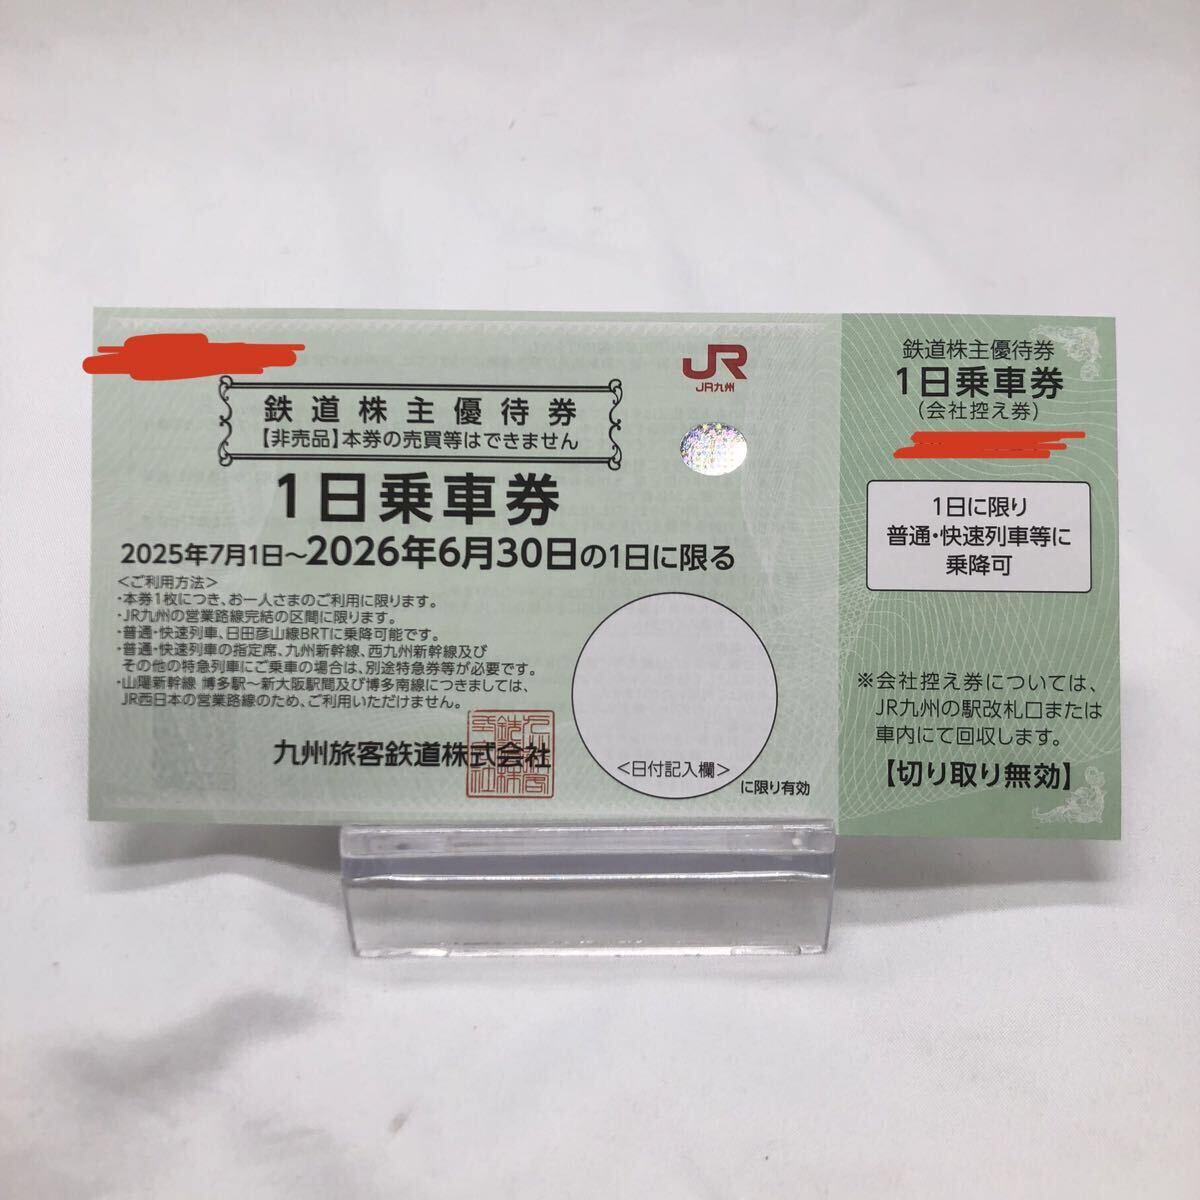 鉄道株主優待券
【非売品】本券の売買等はできません
JR
JR九州
1日乗車券
2025年7月1日～2026年6月30日の1日に限る
＜ご利用方法＞
・本券1枚につき、お一人さまのご利用に限ります。
・JR九州の営業路線完結の区間に限ります。
・普通・快速列車、日田彦山線BRTに乗降可能です。
・普通・快速列車の指定席、九州新幹線、西九州新幹線及び
その他の特急列車にご乗車の場合は、別途特急券等が必要です。
・山陽新幹線 博多駅～新大阪駅間及び博多南線につきましては、
JR西日本の営業路線のため、ご利用いただけません。
九州旅客鉄道株式会社
＜日付記入欄＞
に限り有効
鉄道株主優待券
1日乗車券
（会社控え券）
1日に限り
普通・快速列車等に
乗降可
※会社控え券については、
JR九州の駅改札口または
車内にて回収します。
【切り取り無効】